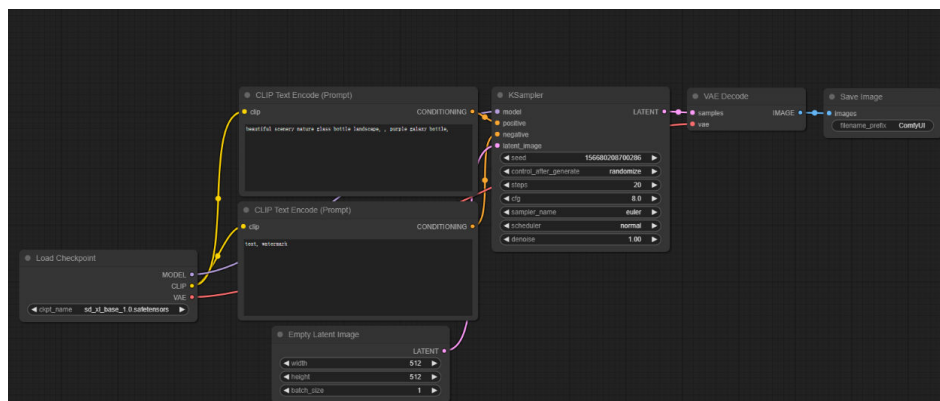 CLIP Text Encode (Prompt)
clip
CONDITIONING
beautiful scenery nature glass bottle landscape, , purple galaxy bottle,
CLIP Text Encode (Prompt)
clip
CONDITIONING
text, watermark
Load Checkpoint
MODEL
CLIP
VAE
ckpt_name sd_xl_base_1.0.safetensors
Empty Latent Image
LATENT
width 512
height 512
batch_size 1
KSampler
model LATENT
positive
negative
latent_image
seed 156680208700286
control_after_generate randomize
steps 20
cfg 8.0
sampler_name euler
scheduler normal
denoise 1.00
VAE Decode
samples IMAGE
vae
Save Image
images
filename_prefix ComfyUI